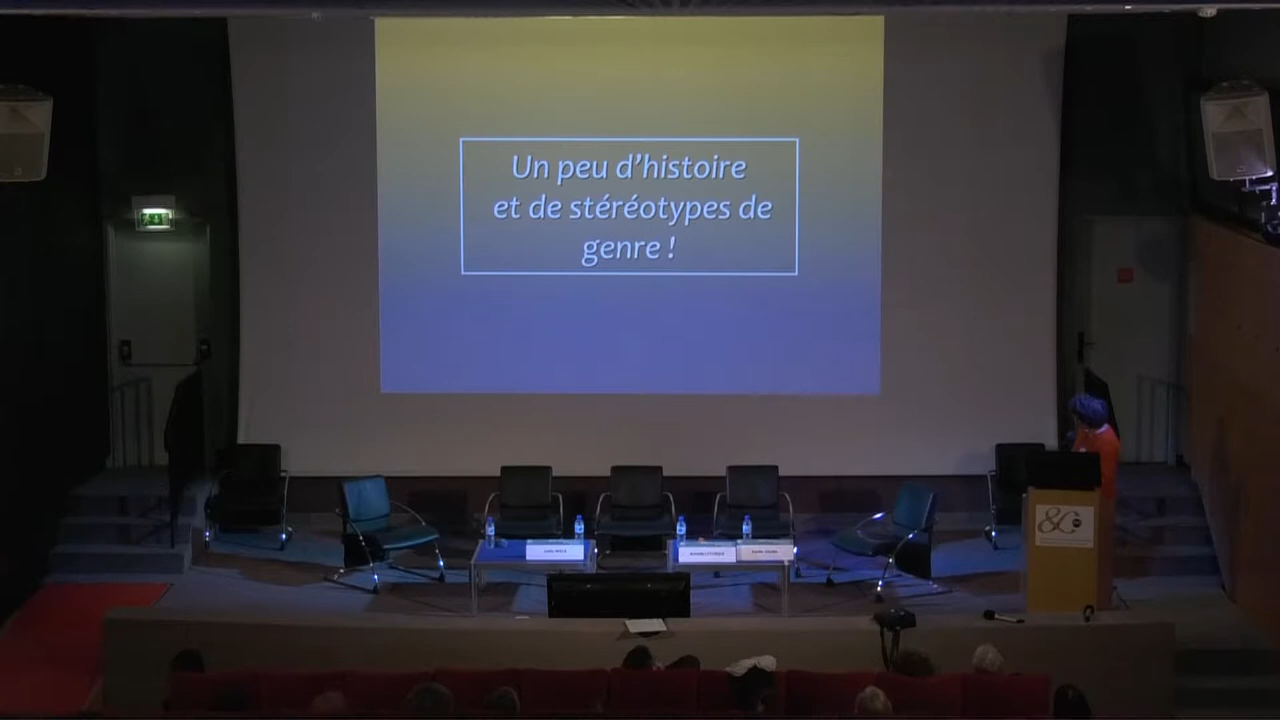 Un peu d’histoire
et de stéréotypes de
genre !
&C